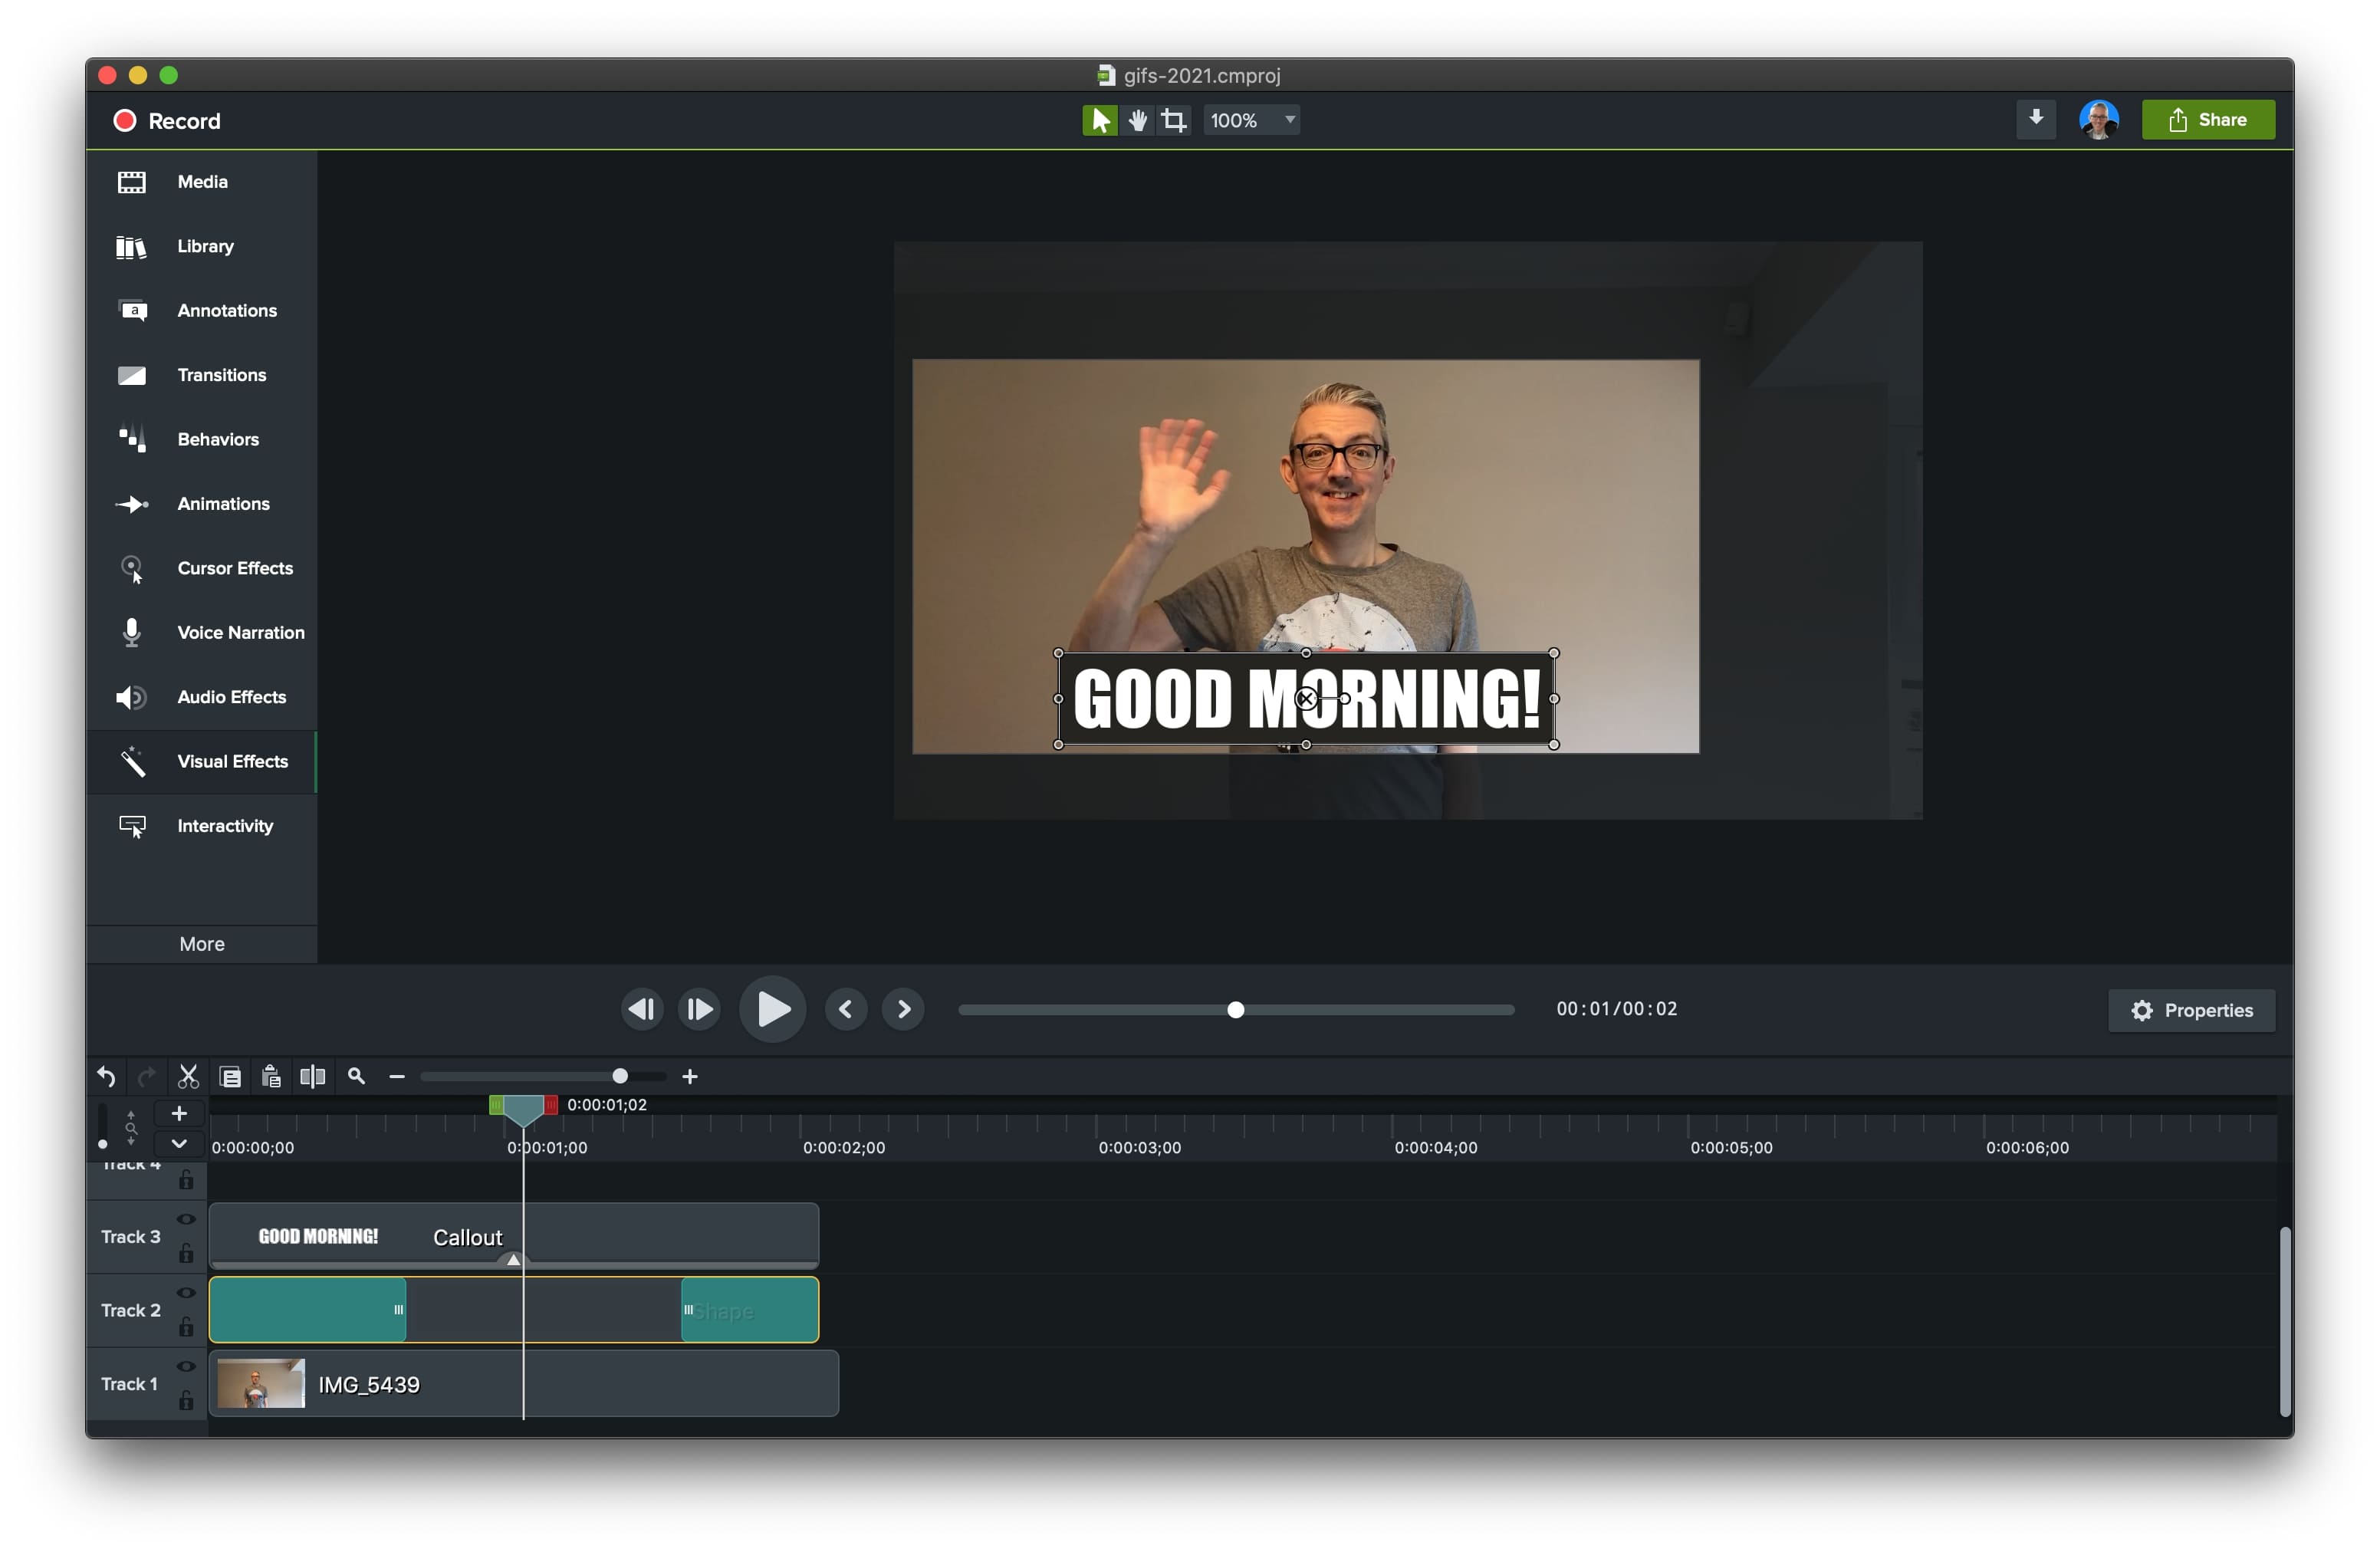 gifs-2021.cmproj
Record
100%
Share
Media
Library
Annotations
a
Transitions
Behaviors
Animations
Cursor Effects
Voice Narration
Audio Effects
Visual Effects
Interactivity
More
GOOD MORNING!
00:01/00:02
Properties
0:00:01;02
0:00:00;00
0:00:01;00
0:00:02;00
0:00:03;00
0:00:04;00
0:00:05;00
0:00:06;00
Track 4
Track 3
GOOD MORNING!
Callout
Track 2
Shape
Track 1
IMG_5439